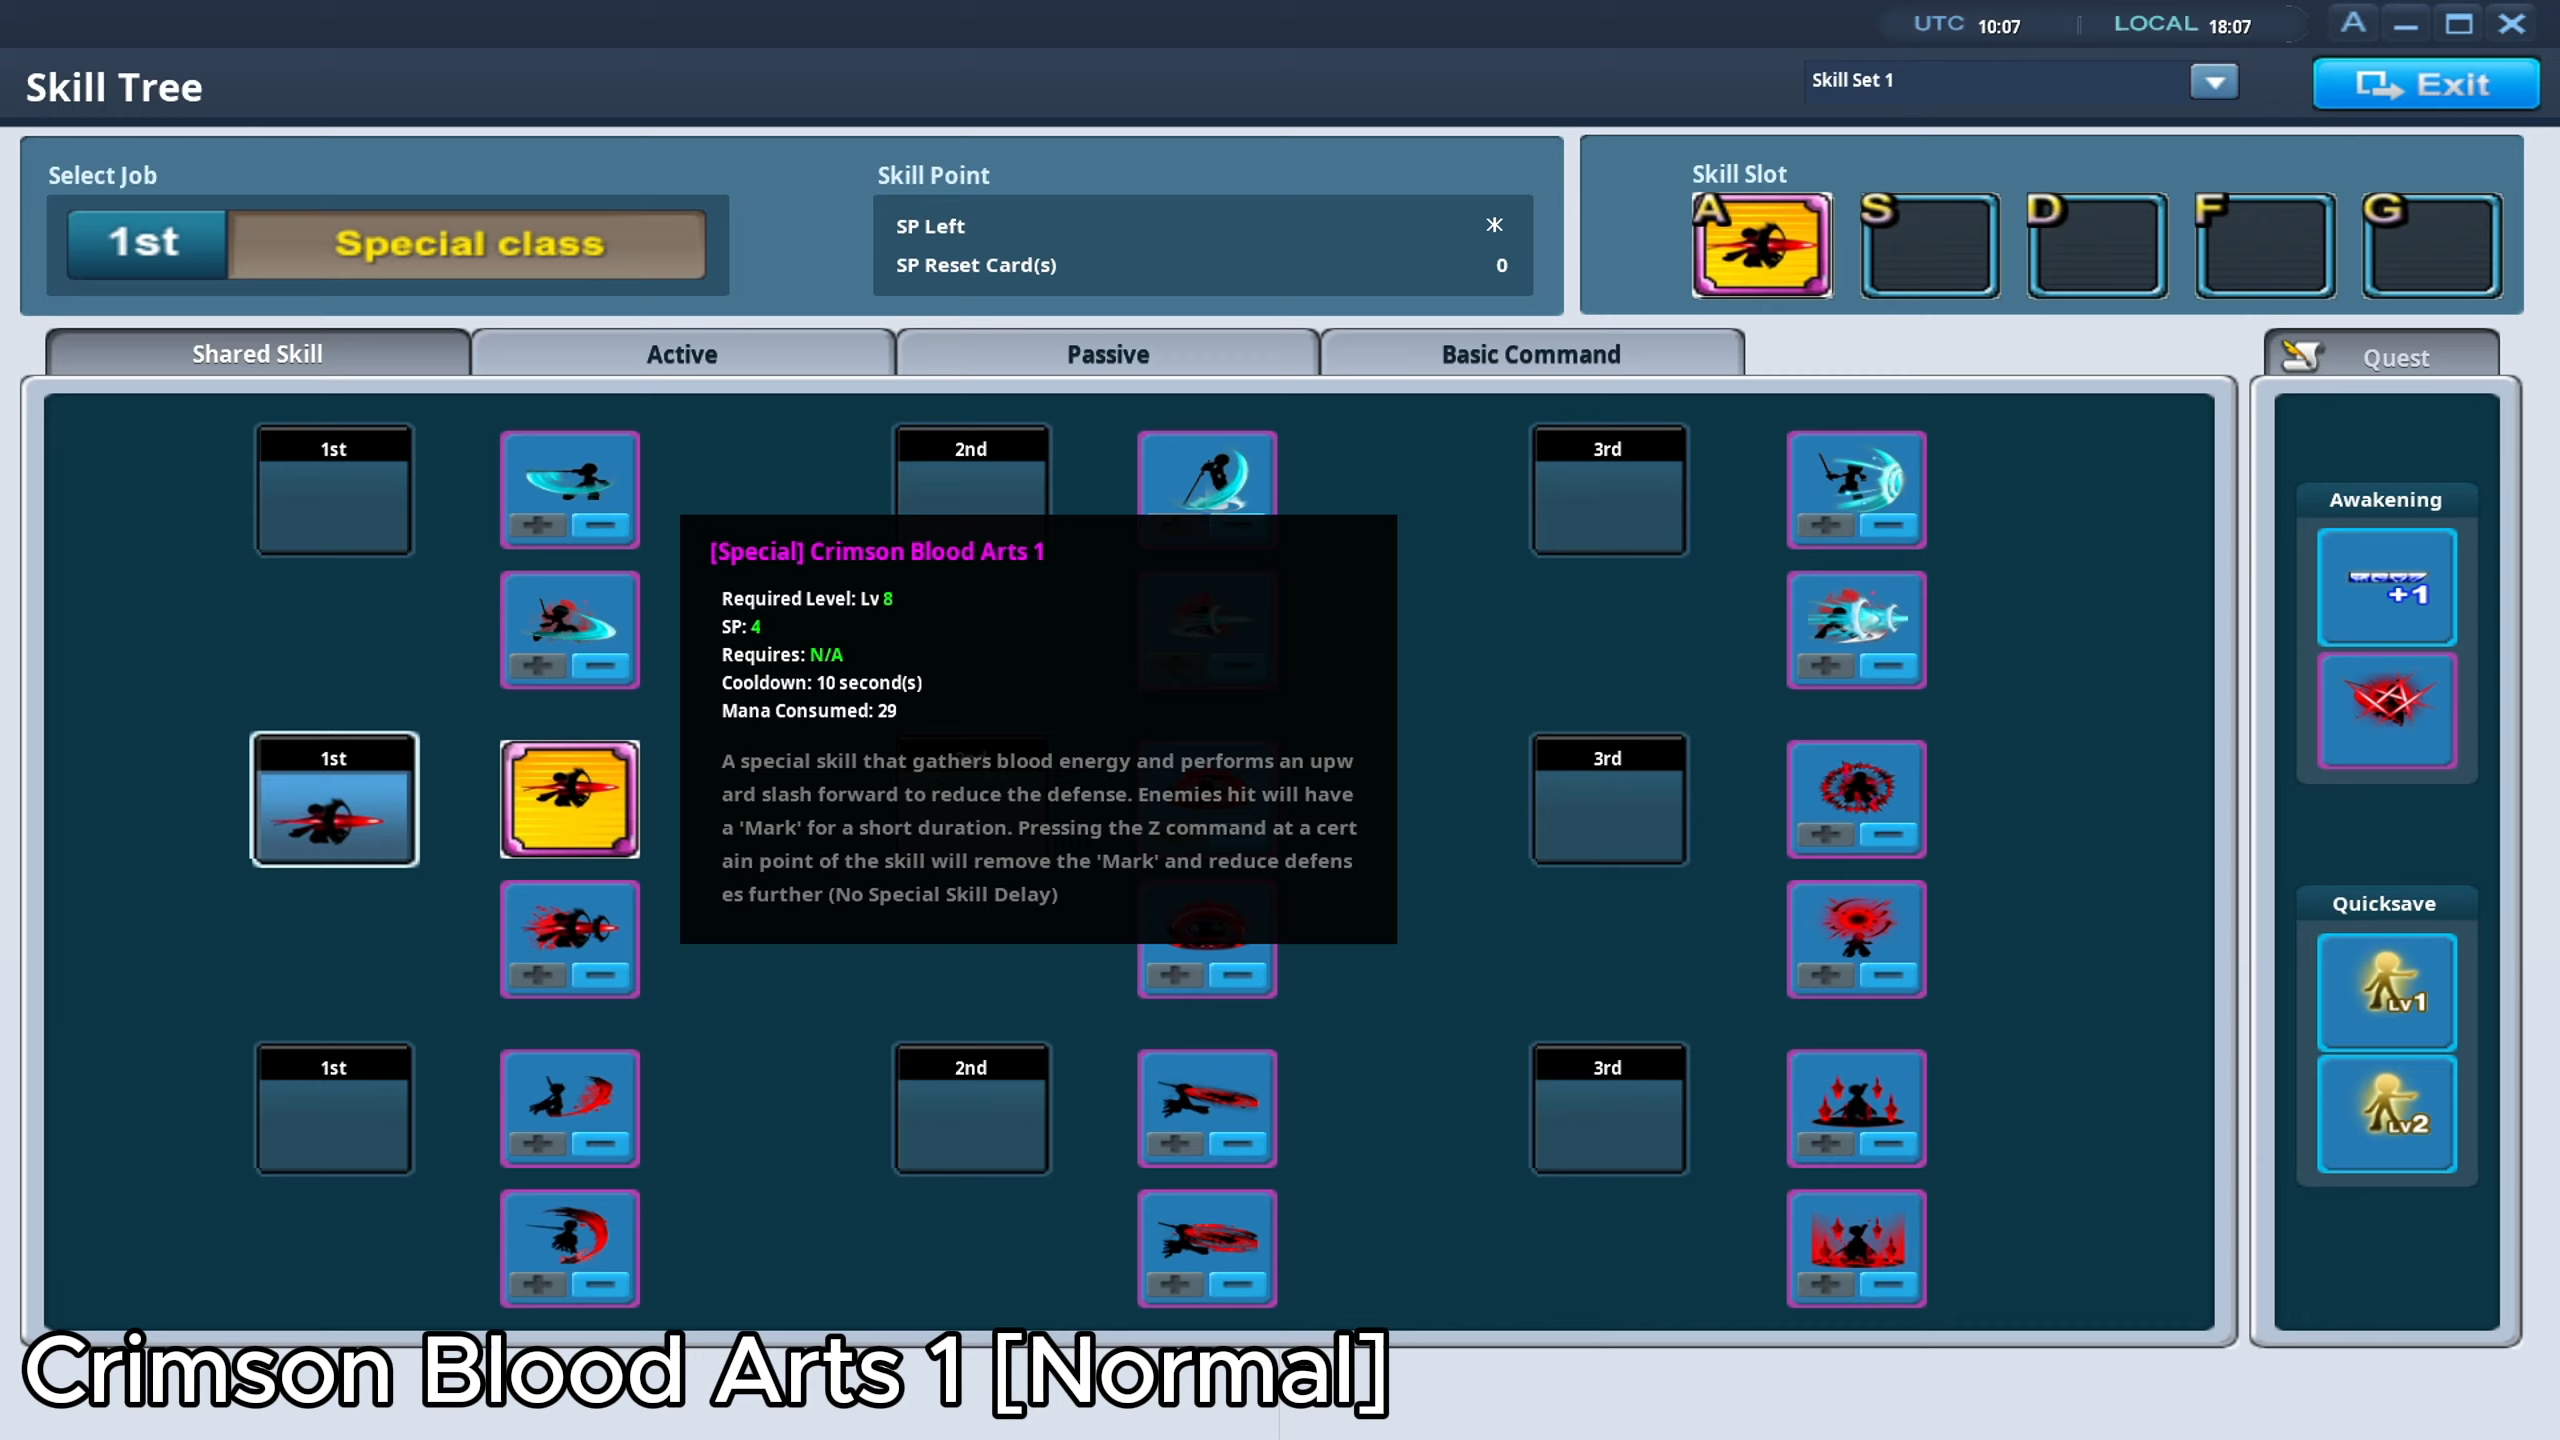 UTC 10:07 LOCAL 18:07 A
Skill Tree
Skill Set 1
Exit
Select Job
1st Special class
Skill Point
SP Left *
SP Reset Card(s) 0
Skill Slot
A S D F G
Shared Skill Active Passive Basic Command Quest
1st 2nd 3rd
[Special] Crimson Blood Arts 1
Required Level: Lv 8
SP: 4
Requires: N/A
Cooldown: 10 second(s)
Mana Consumed: 29
A special skill that gathers blood energy and performs an upw
ard slash forward to reduce the defense. Enemies hit will have
a 'Mark' for a short duration. Pressing the Z command at a cert
ain point of the skill will remove the 'Mark' and reduce defens
es further (No Special Skill Delay)
1st 3rd
1st 2nd 3rd
Awakening
+1
Quicksave
Lv1
Lv2
Crimson Blood Arts 1 [Normal]